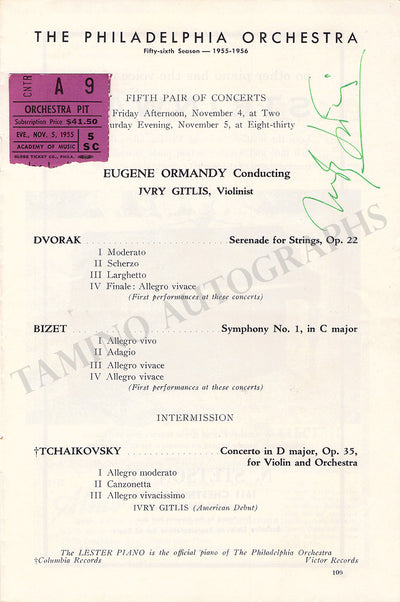 THE PHILADELPHIA ORCHESTRA
Fifty-sixth Season — 1955-1956
CNTR
A 9
ORCHESTRA PIT
Subscription Price $41.50
EVE. NOV. 5, 1955 5
ACADEMY OF MUSIC SC
GLOBE TICKET CO., PHILA.
FIFTH PAIR OF CONCERTS
Friday Afternoon, November 4, at Two
urday Evening, November 5, at Eight-thirty
EUGENE ORMANDY Conducting
IVRY GITLIS, Violinist
DVORAK Serenade for Strings, Op. 22
I Moderato
II Scherzo
III Larghetto
IV Finale: Allegro vivace
(First performances at these concerts)
BIZET Symphony No. 1, in C major
I Allegro vivo
II Adagio
III Allegro vivace
IV Allegro vivace
(First performances at these concerts)
INTERMISSION
†TCHAIKOVSKY Concerto in D major, Op. 35,
for Violin and Orchestra
I Allegro moderato
II Canzonetta
III Allegro vivacissimo
IVRY GITLIS (American Debut)
The LESTER PIANO is the official piano of The Philadelphia Orchestra
†Columbia Records Victor Records
109
TAMINO AUTOGRAPHS